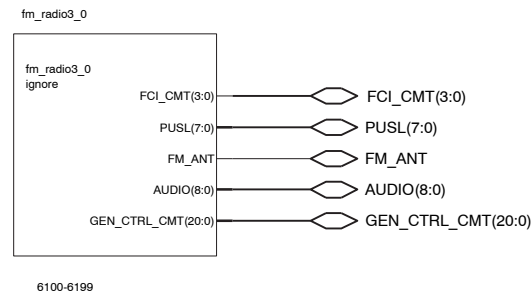 fm_radio3_0
fm_radio3_0
ignore
FCI_CMT(3:0) FCI_CMT(3:0)
PUSL(7:0) PUSL(7:0)
FM_ANT FM_ANT
AUDIO(8:0) AUDIO(8:0)
GEN_CTRL_CMT(20:0) GEN_CTRL_CMT(20:0)
6100-6199